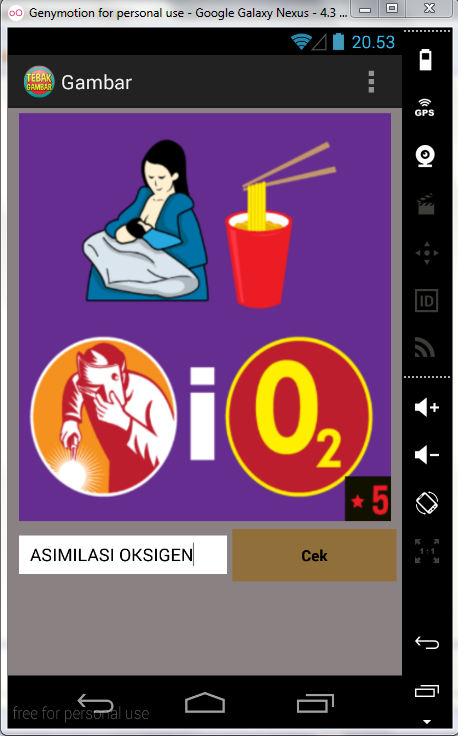 Genymotion for personal use - Google Galaxy Nexus - 4.3 ...
20.53
TEBAK
GAMBAR
Gambar
GPS
ID
i
O2
5
ASIMILASI OKSIGEN
Cek
1:1
free for personal use